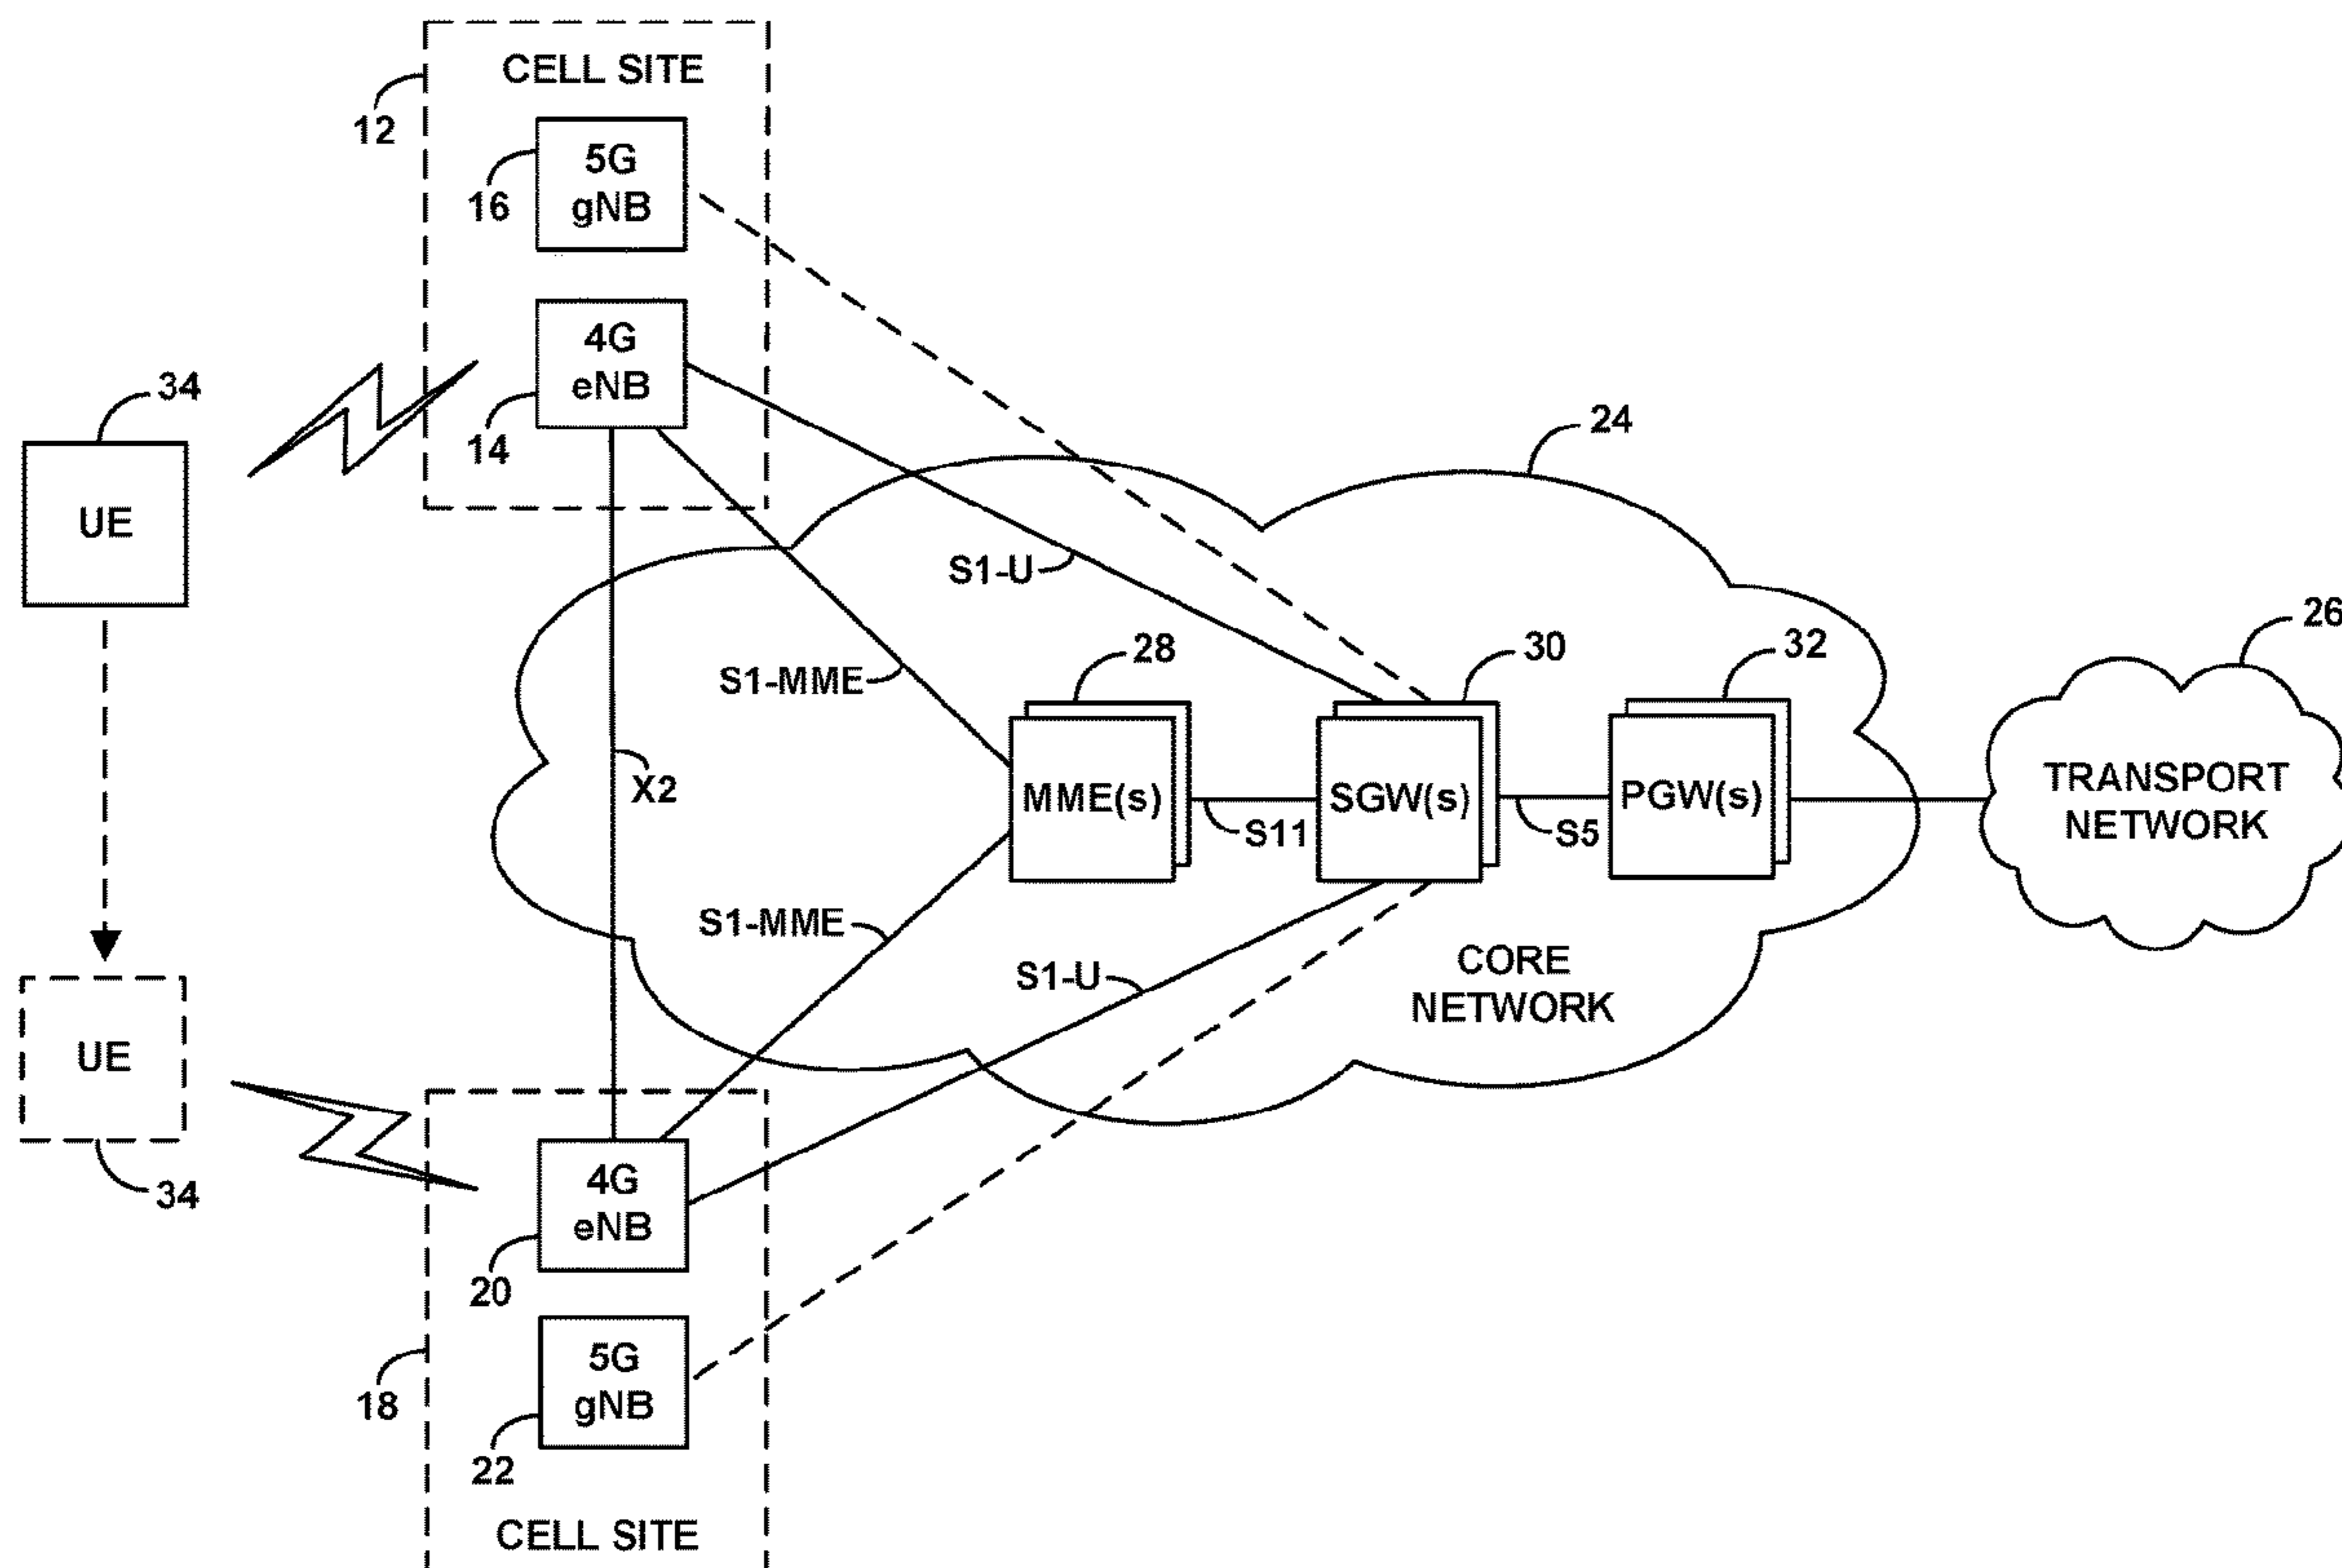 CELL SITE
12
5G
gNB
16
4G
eNB
14
34
UE
24
S1-U
26
28
30
32
S1-MME
X2
MME(s)
S11
SGW(s)
S5
PGW(s)
TRANSPORT
NETWORK
S1-MME
S1-U
CORE
NETWORK
UE
34
4G
eNB
20
5G
gNB
18
22
CELL SITE